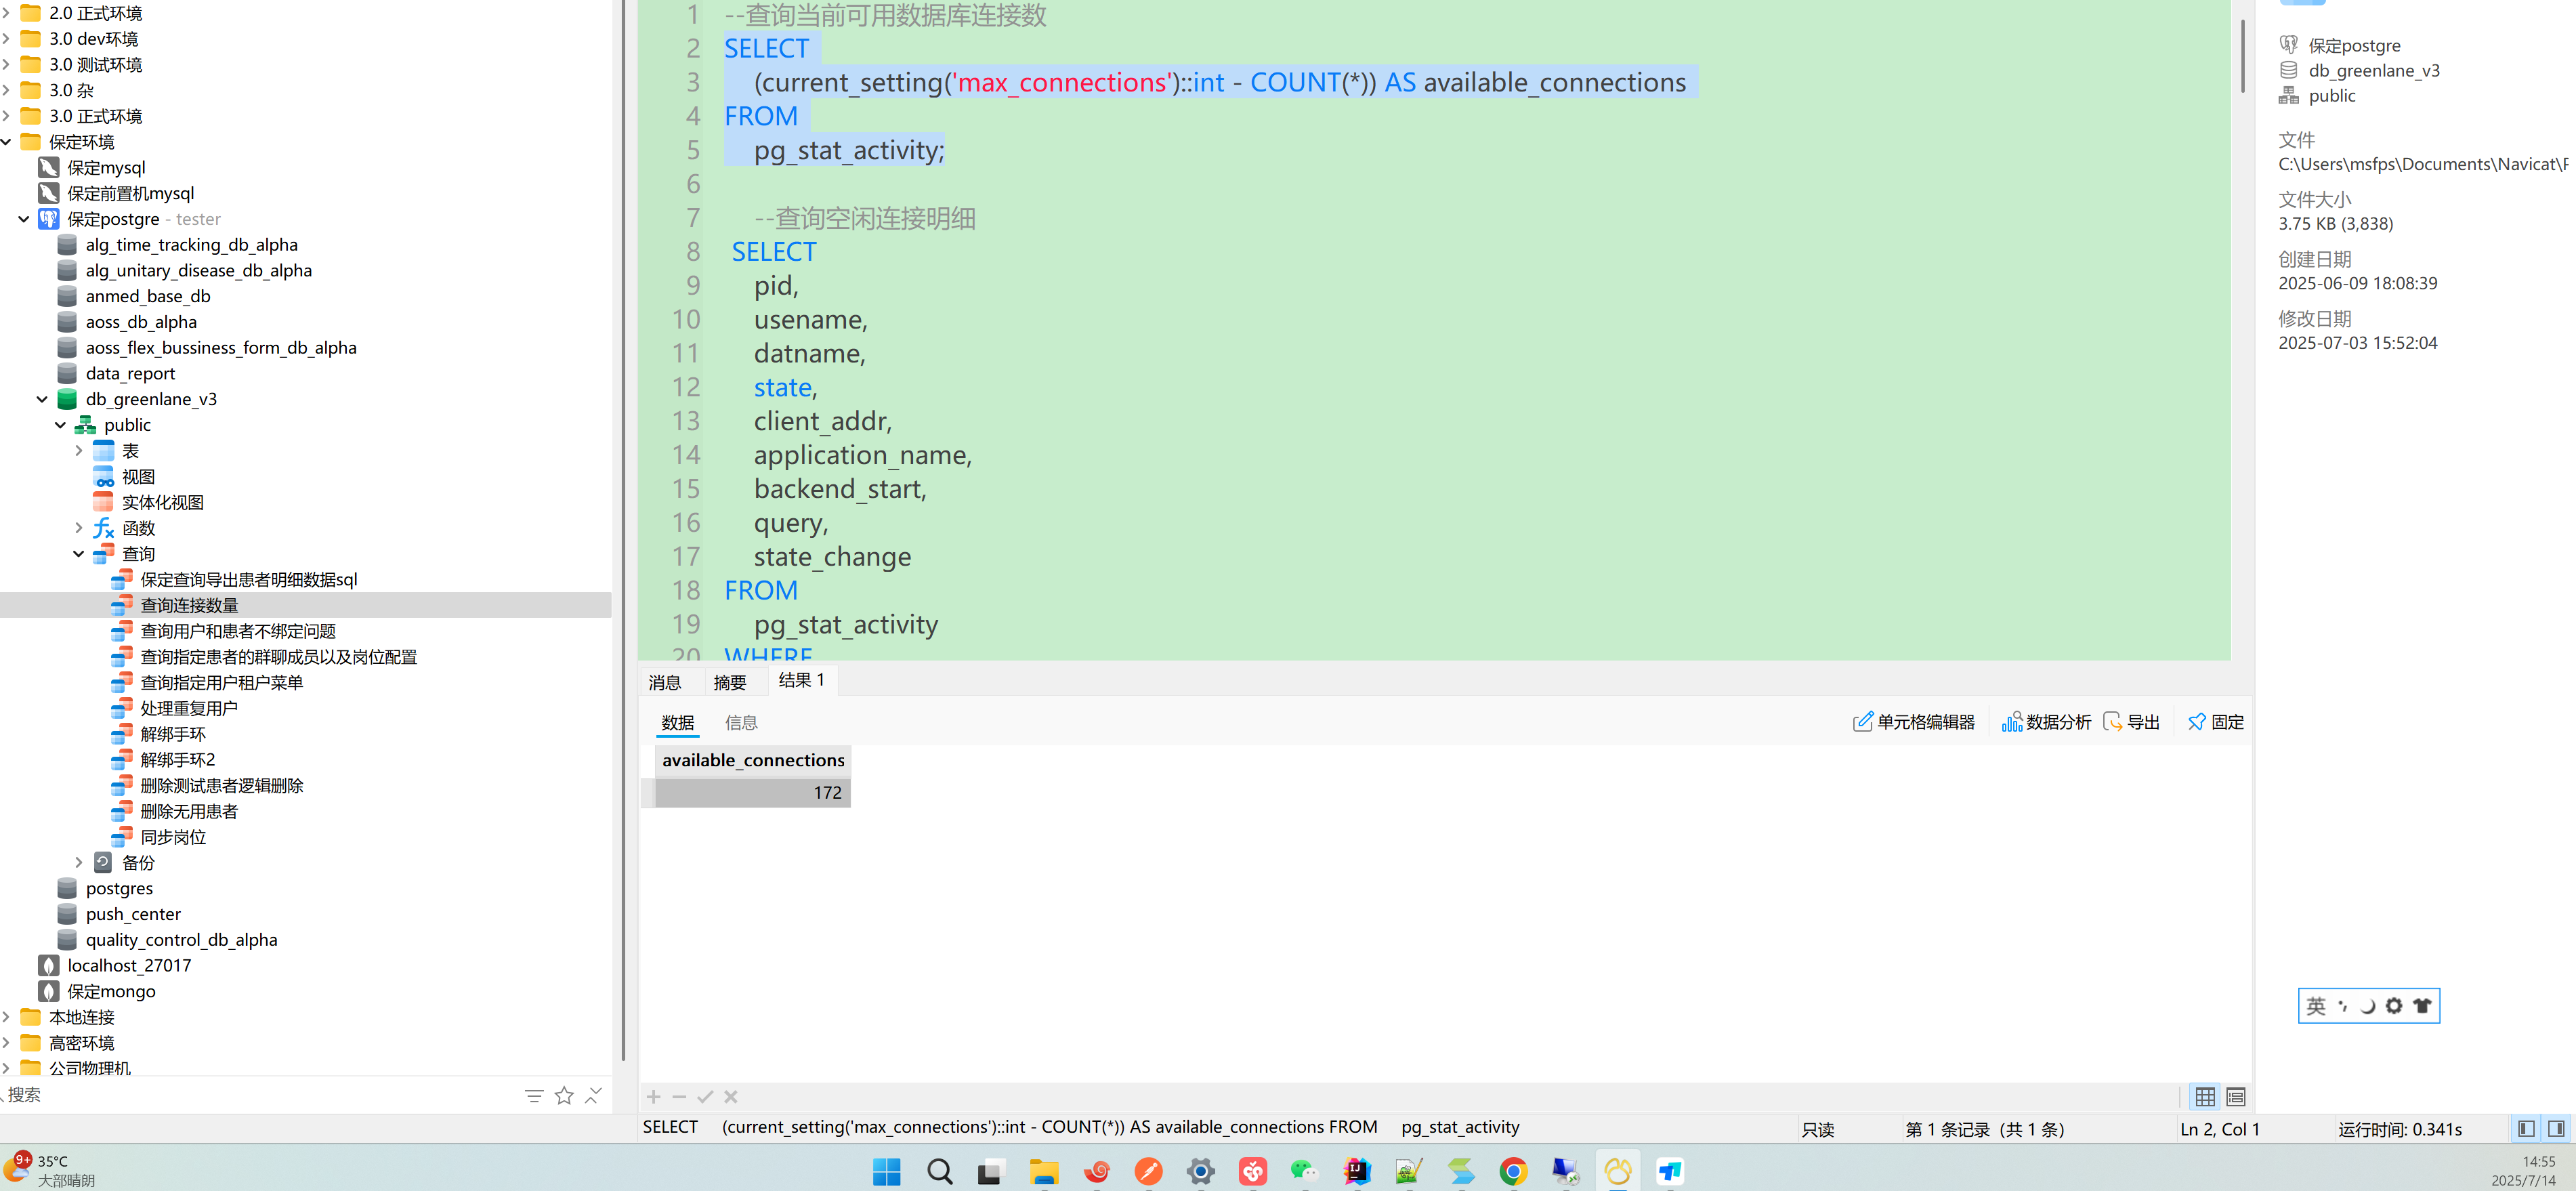 2.0 正式环境
3.0 dev环境
3.0 测试环境
3.0 杂
3.0 正式环境
保定环境
保定mysql
保定前置机mysql
保定postgre - tester
alg_time_tracking_db_alpha
alg_unitary_disease_db_alpha
anmed_base_db
aoss_db_alpha
aoss_flex_bussiness_form_db_alpha
data_report
db_greenlane_v3
public
表
视图
实体化视图
函数
查询
保定查询导出患者明细数据sql
查询连接数量
查询用户和患者不绑定问题
查询指定患者的群聊成员以及岗位配置
查询指定用户租户菜单
处理重复用户
解绑手环
解绑手环2
删除测试患者逻辑删除
删除无用患者
同步岗位
备份
postgres
push_center
quality_control_db_alpha
localhost_27017
保定mongo
本地连接
高密环境
公司物理机
搜索
1 --查询当前可用数据库连接数
2 SELECT
3 (current_setting('max_connections')::int - COUNT(*)) AS available_connections
4 FROM
5 pg_stat_activity;
6
7 --查询空闲连接明细
8 SELECT
9 pid,
10 usename,
11 datname,
12 state,
13 client_addr,
14 application_name,
15 backend_start,
16 query,
17 state_change
18 FROM
19 pg_stat_activity
20 WHERE
消息 摘要 结果 1
数据 信息
单元格编辑器 数据分析 导出 固定
available_connections
172
SELECT (current_setting('max_connections')::int - COUNT(*)) AS available_connections FROM pg_stat_activity
只读
第 1 条记录（共 1 条）
Ln 2, Col 1
运行时间: 0.341s
保定postgre
db_greenlane_v3
public
文件
C:\Users\msfps\Documents\Navicat\F
文件大小
3.75 KB (3,838)
创建日期
2025-06-09 18:08:39
修改日期
2025-07-03 15:52:04
英
9+
35°C
大部晴朗
14:55
2025/7/14